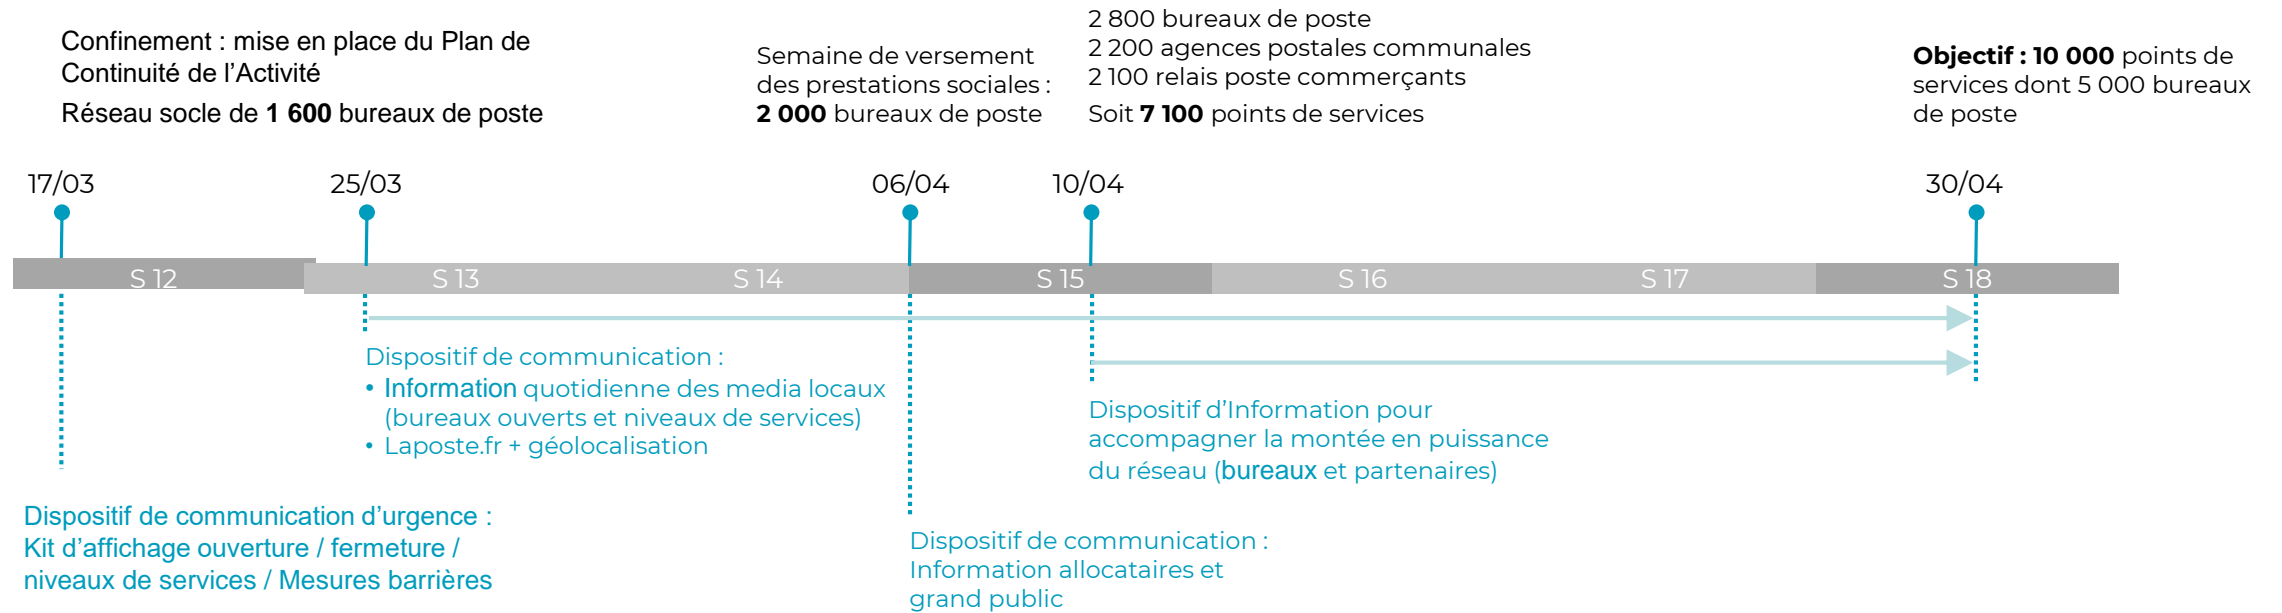 Confinement : mise en place du Plan de
Continuité de l’Activité
Réseau socle de 1 600 bureaux de poste
Semaine de versement
des prestations sociales :
2 000 bureaux de poste
2 800 bureaux de poste
2 200 agences postales communales
2 100 relais poste commerçants
Soit 7 100 points de services
Objectif : 10 000 points de
services dont 5 000 bureaux
de poste
17/03
25/03
06/04
10/04
30/04
S 12
S 13
S 14
S 15
S 16
S 17
S 18
Dispositif de communication :
• Information quotidienne des media locaux
(bureaux ouverts et niveaux de services)
• Laposte.fr + géolocalisation
Dispositif d’Information pour
accompagner la montée en puissance
du réseau (bureaux et partenaires)
Dispositif de communication d’urgence :
Kit d’affichage ouverture / fermeture /
niveaux de services / Mesures barrières
Dispositif de communication :
Information allocataires et
grand public